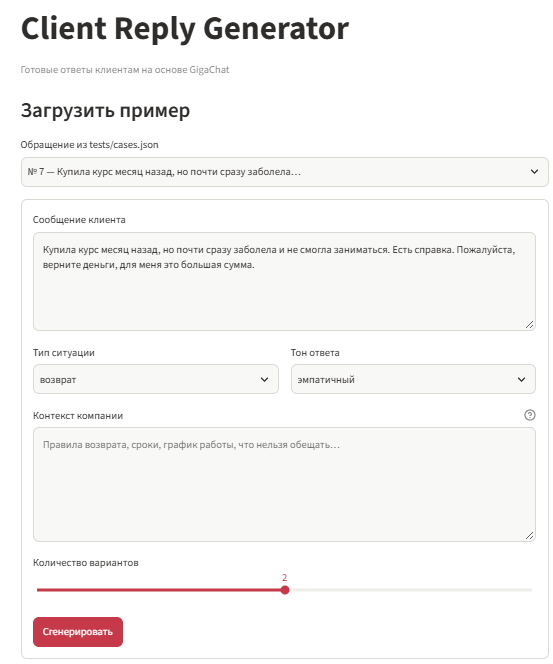 Client Reply Generator
Готовые ответы клиентам на основе GigaChat
Загрузить пример
Обращение из tests/cases.json
№ 7 — Купила курс месяц назад, но почти сразу заболела…
Сообщение клиента
Купила курс месяц назад, но почти сразу заболела и не смогла заниматься. Есть справка. Пожалуйста,
верните деньги, для меня это большая сумма.
Тип ситуации
Тон ответа
возврат
эмпатичный
Контекст компании
Правила возврата, сроки, график работы, что нельзя обещать…
Количество вариантов
2
Сгенерировать